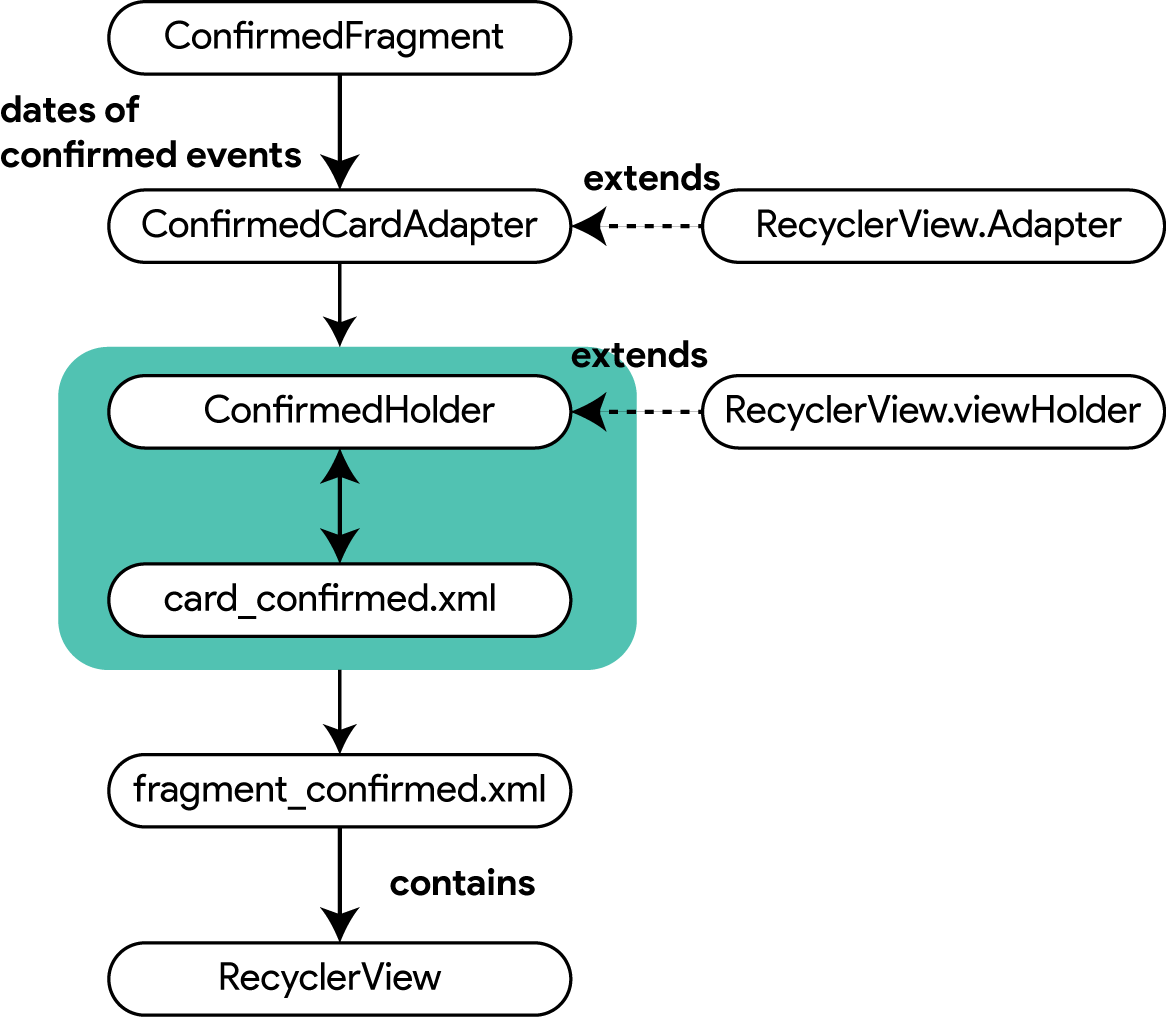 ConfirmedFragment
dates of
confirmed events
extends
ConfirmedCardAdapter
RecyclerView.Adapter
extends
ConfirmedHolder
RecyclerView.viewHolder
card_confirmed.xml
fragment_confirmed.xml
contains
RecyclerView